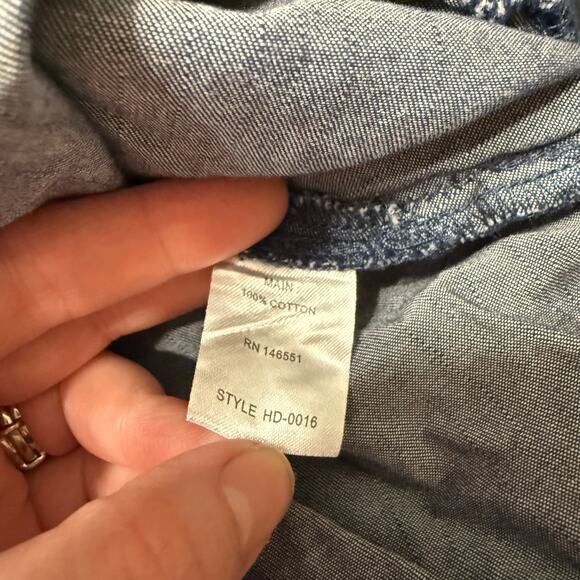 MAIN
100% COTTON
RN 146551
STYLE HD-0016